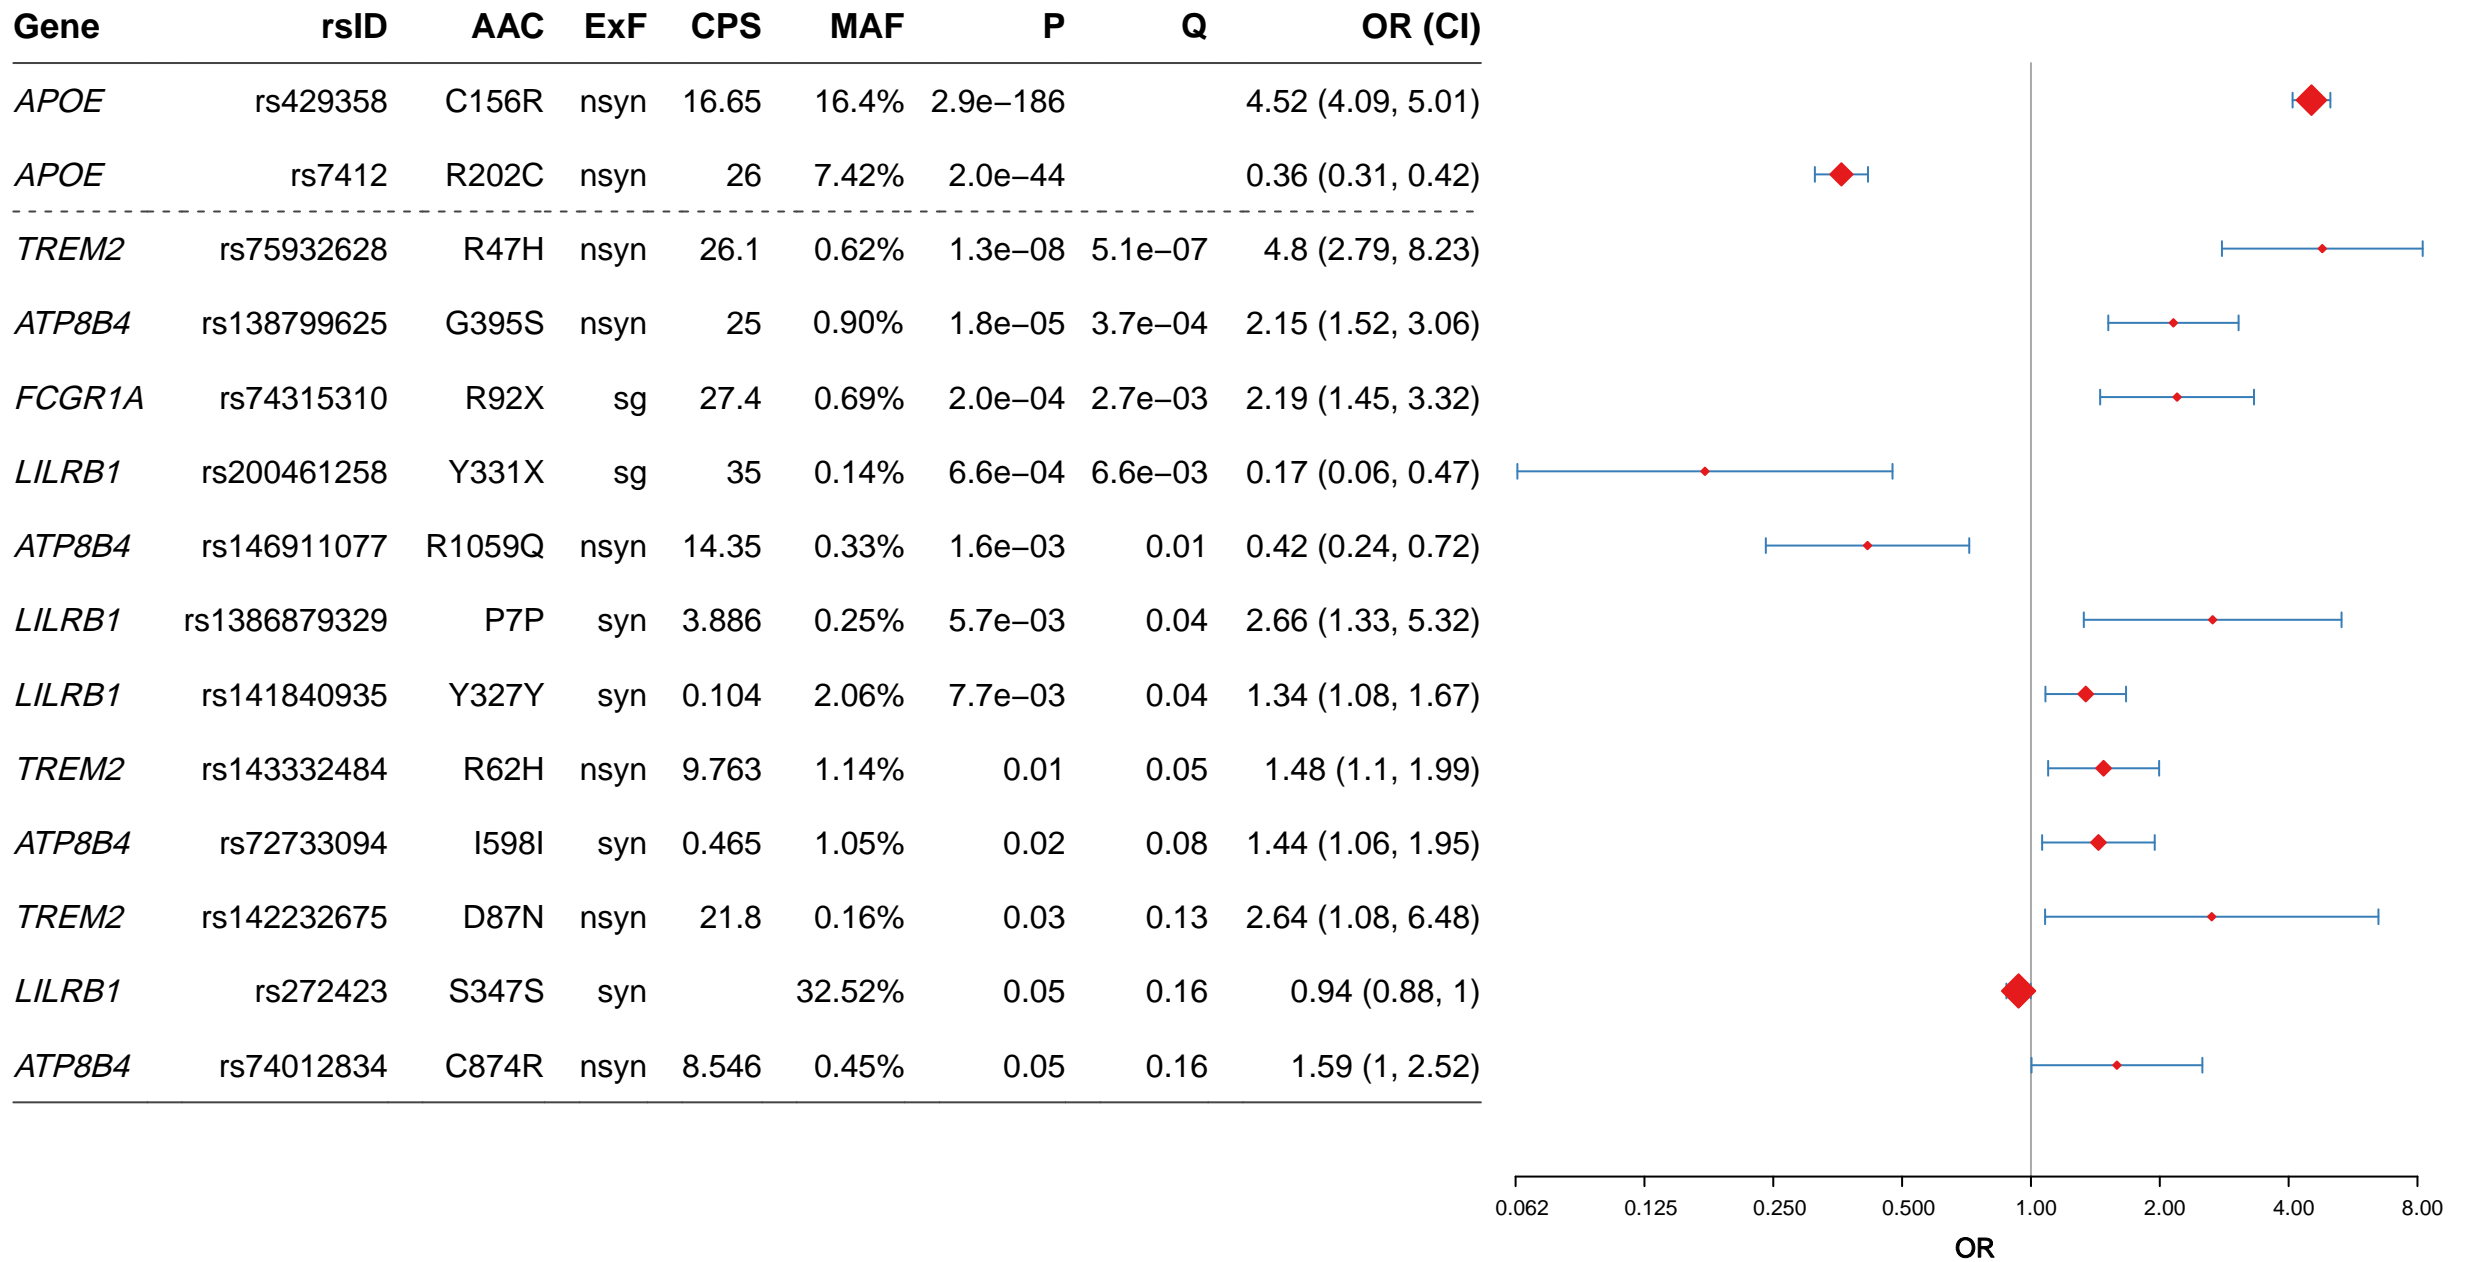 Gene rsID AAC ExF CPS MAF P Q OR (CI)
APOE rs429358 C156R nsyn 16.65 16.4% 2.9e−186 4.52 (4.09, 5.01)
APOE rs7412 R202C nsyn 26 7.42% 2.0e−44 0.36 (0.31, 0.42)
TREM2 rs75932628 R47H nsyn 26.1 0.62% 1.3e−08 5.1e−07 4.8 (2.79, 8.23)
ATP8B4 rs138799625 G395S nsyn 25 0.90% 1.8e−05 3.7e−04 2.15 (1.52, 3.06)
FCGR1A rs74315310 R92X sg 27.4 0.69% 2.0e−04 2.7e−03 2.19 (1.45, 3.32)
LILRB1 rs200461258 Y331X sg 35 0.14% 6.6e−04 6.6e−03 0.17 (0.06, 0.47)
ATP8B4 rs146911077 R1059Q nsyn 14.35 0.33% 1.6e−03 0.01 0.42 (0.24, 0.72)
LILRB1 rs1386879329 P7P syn 3.886 0.25% 5.7e−03 0.04 2.66 (1.33, 5.32)
LILRB1 rs141840935 Y327Y syn 0.104 2.06% 7.7e−03 0.04 1.34 (1.08, 1.67)
TREM2 rs143332484 R62H nsyn 9.763 1.14% 0.01 0.05 1.48 (1.1, 1.99)
ATP8B4 rs72733094 I598I syn 0.465 1.05% 0.02 0.08 1.44 (1.06, 1.95)
TREM2 rs142232675 D87N nsyn 21.8 0.16% 0.03 0.13 2.64 (1.08, 6.48)
LILRB1 rs272423 S347S syn 32.52% 0.05 0.16 0.94 (0.88, 1)
ATP8B4 rs74012834 C874R nsyn 8.546 0.45% 0.05 0.16 1.59 (1, 2.52)
0.062 0.125 0.250 0.500 1.00 2.00 4.00 8.00
OR